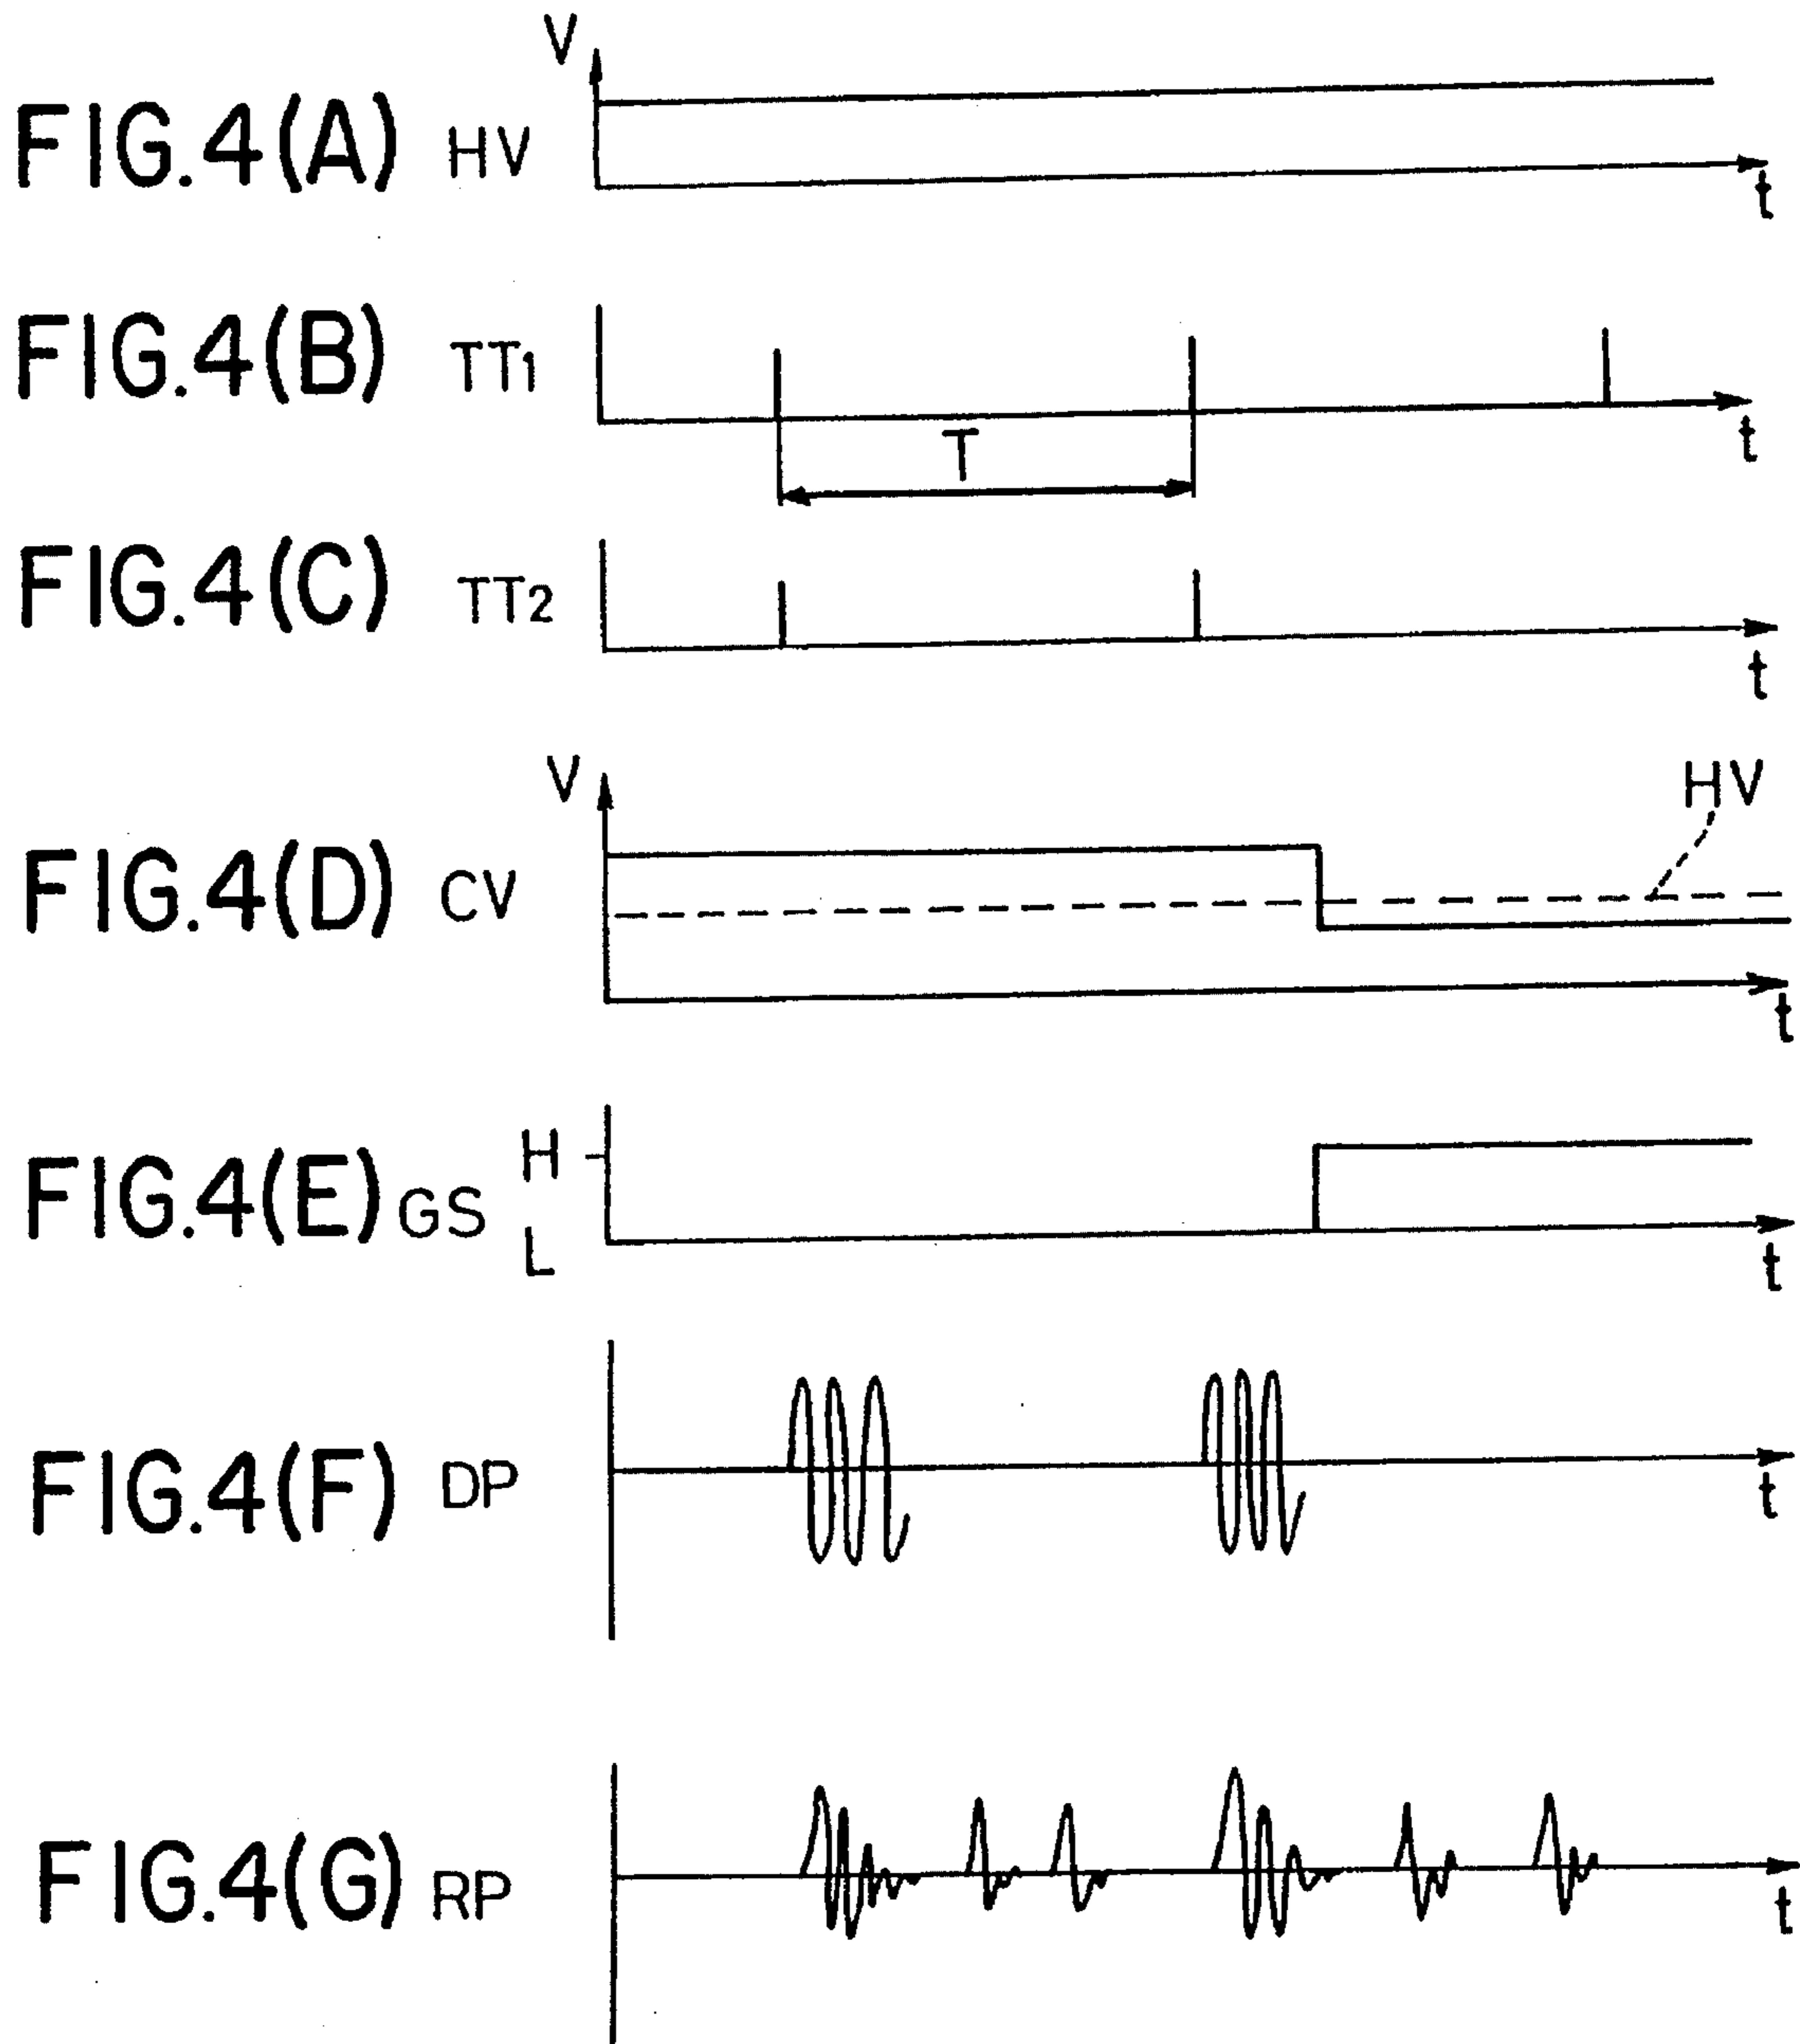 V
FIG.4(A) HV
t
FIG.4(B) TT1
t
T
FIG.4(C) TT2
t
V
HV
FIG.4(D) CV
t
H
FIG.4(E) GS
L
t
FIG.4(F) DP
t
FIG.4(G) RP
t